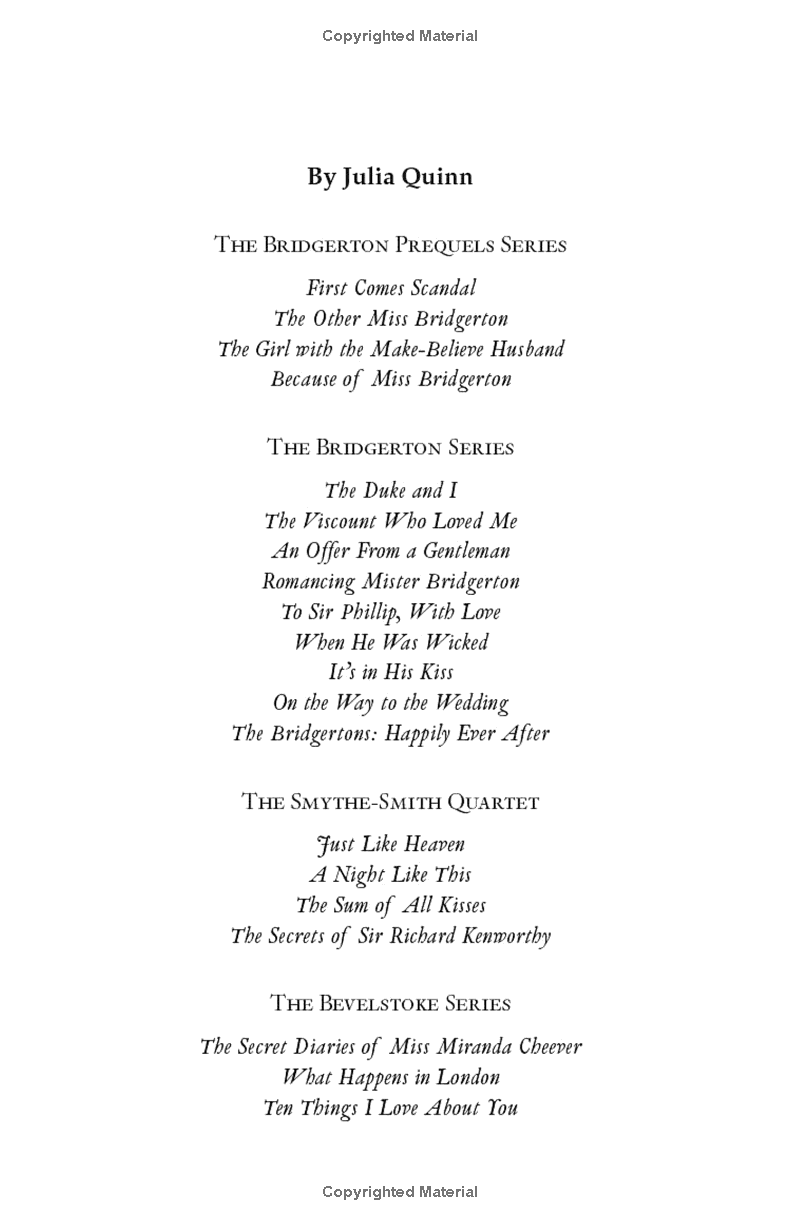 Copyrighted Material
By Julia Quinn
The Bridgerton Prequels Series
First Comes Scandal
The Other Miss Bridgerton
The Girl with the Make-Believe Husband
Because of Miss Bridgerton
The Bridgerton Series
The Duke and I
The Viscount Who Loved Me
An Offer From a Gentleman
Romancing Mister Bridgerton
To Sir Phillip, With Love
When He Was Wicked
It's in His Kiss
On the Way to the Wedding
The Bridgertons: Happily Ever After
The Smythe-Smith Quartet
Just Like Heaven
A Night Like This
The Sum of All Kisses
The Secrets of Sir Richard Kenworthy
The Bevelstoke Series
The Secret Diaries of Miss Miranda Cheever
What Happens in London
Ten Things I Love About You
Copyrighted Material